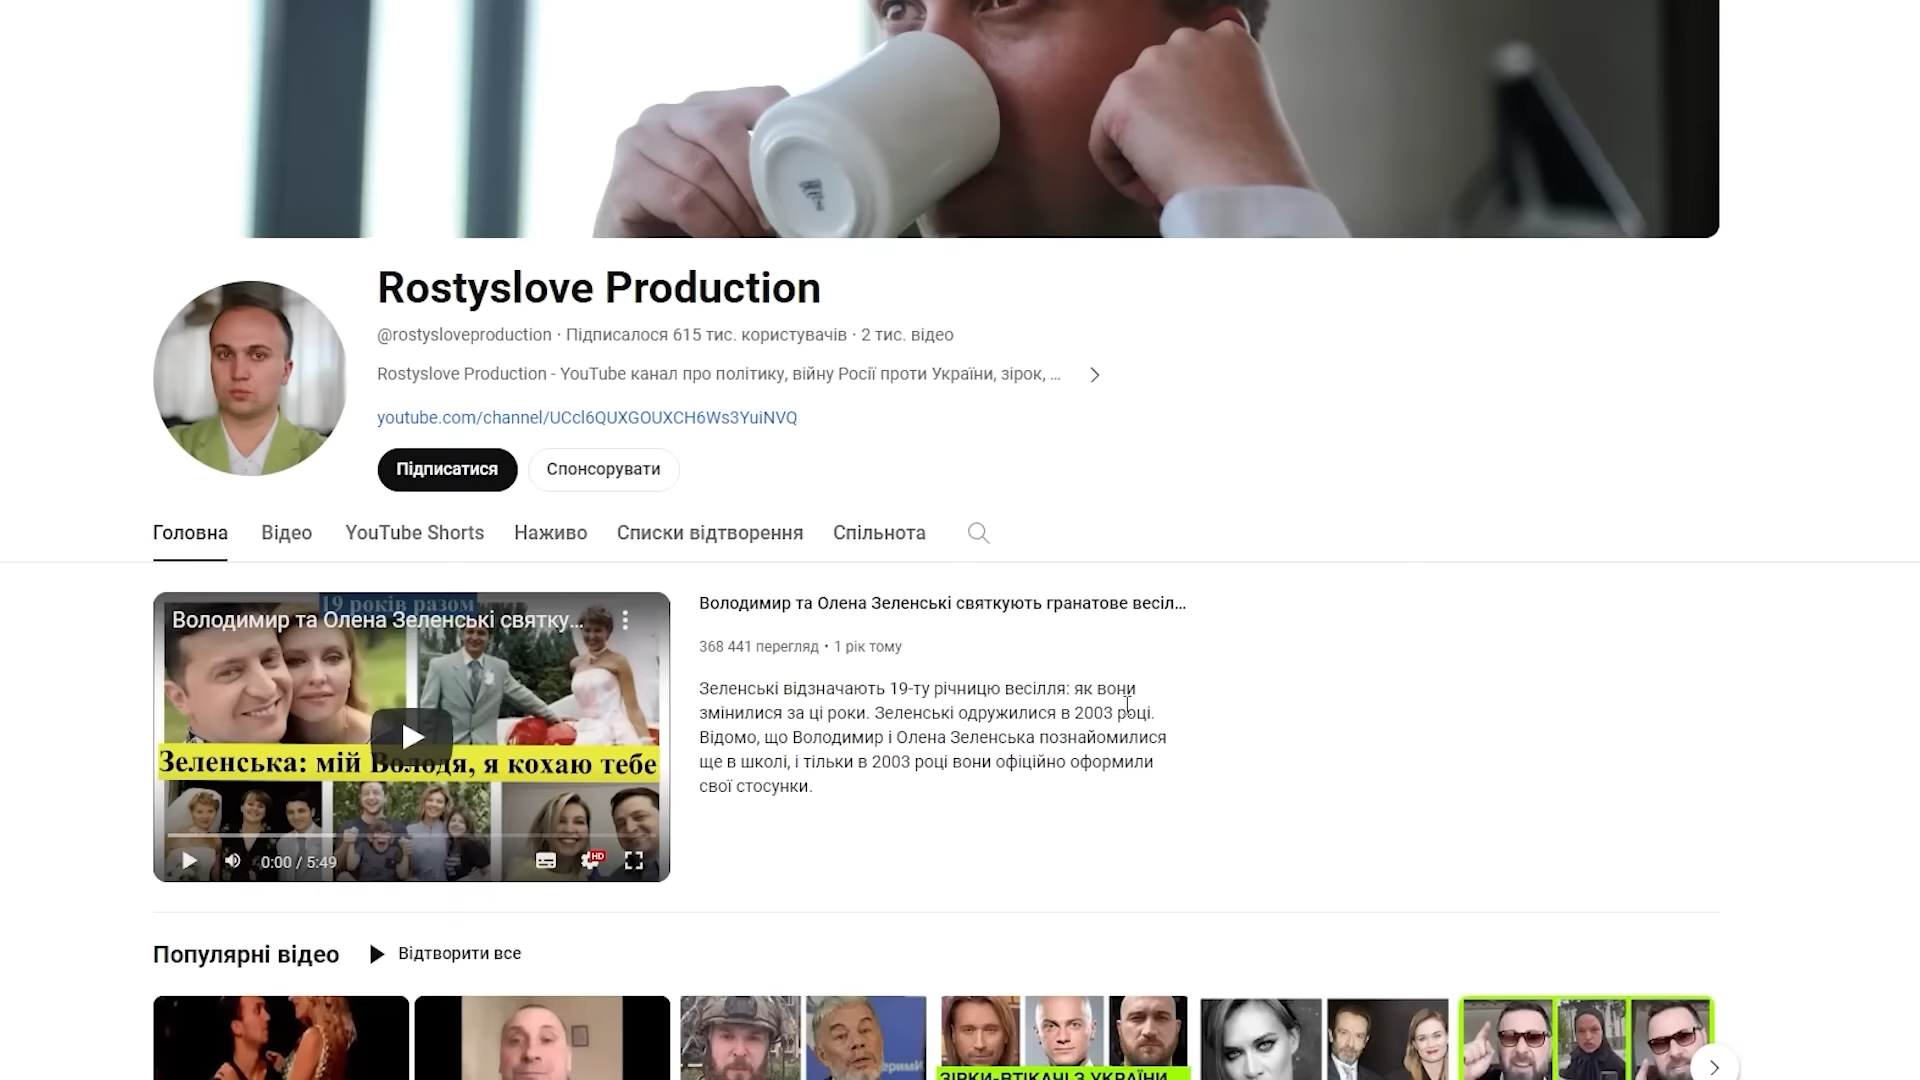 Rostyslove Production
@rostysloveproduction · Підписалося 615 тис. користувачів · 2 тис. відео
Rostyslove Production - YouTube канал про політику, війну Росії проти України, зірок, ...
youtube.com/channel/UCcl6QUXGOUXCH6Ws3YuiNVQ
Підписатися Спонсорувати
Головна Відео YouTube Shorts Наживо Списки відтворення Спільнота
19 років разом
Володимир та Олена Зеленські святку...
Зеленська: мій Володя, я кохаю тебе
0:00 / 5:49
HD
Володимир та Олена Зеленські святкують гранатове весіл...
368 441 перегляд • 1 рік тому
Зеленські відзначають 19-ту річницю весілля: як вони
змінилися за ці роки. Зеленські одружилися в 2003 році.
Відомо, що Володимир і Олена Зеленська познайомилися
ще в школі, і тільки в 2003 році вони офіційно оформили
свої стосунки.
Популярні відео Відтворити все
ЗІРКИ-ВТІКАЧІ З УКРАЇНИ